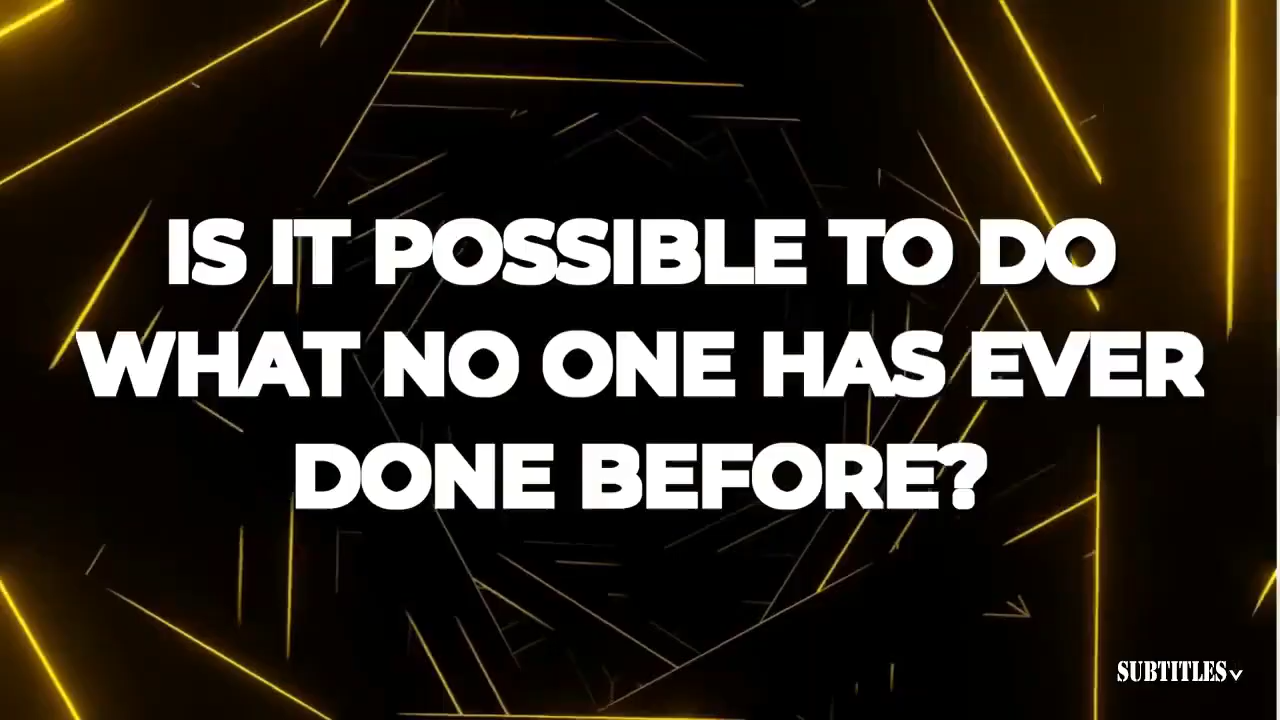 IS IT POSSIBLE TO DO
WHAT NO ONE HAS EVER
DONE BEFORE?
SUBTITLES